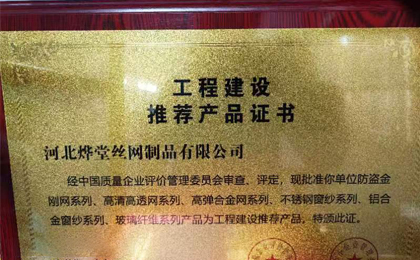 工程建设
推荐产品证书
河北烨堂丝网制品有限公司
经中国质量企业评价管理委员会审查、评定，现批准你单位防盗金
刚网系列、高清高透网系列、高弹合金网系列、不锈钢窗纱系列、铝合
金窗纱系列、玻璃纤维系列产品为工程建设推荐产品，特颁此证。